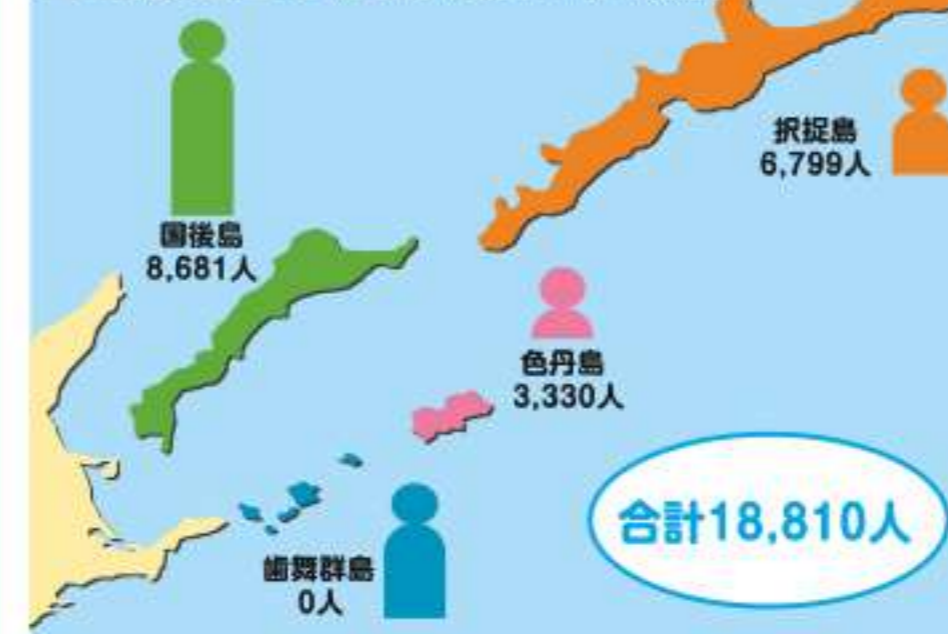 国後島
8,681人
択捉島
6,799人
色丹島
3,330人
歯舞群島
0人
合計18,810人